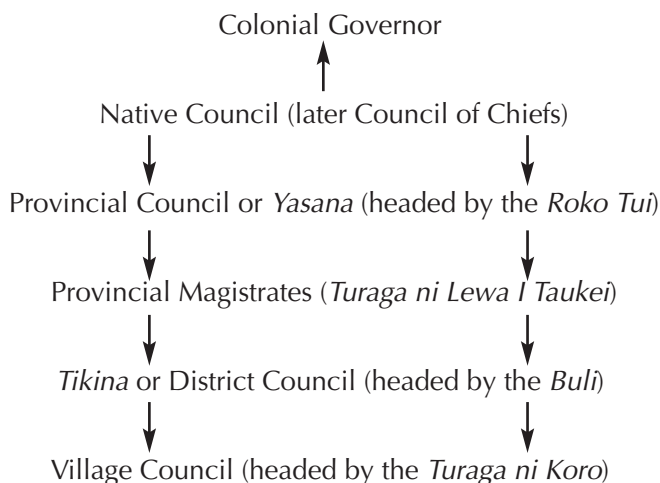 Colonial Governor
Native Council (later Council of Chiefs)
Provincial Council or Yasana (headed by the Roko Tui)
Provincial Magistrates (Turaga ni Lewa I Taukei)
Tikina or District Council (headed by the Buli)
Village Council (headed by the Turaga ni Koro)